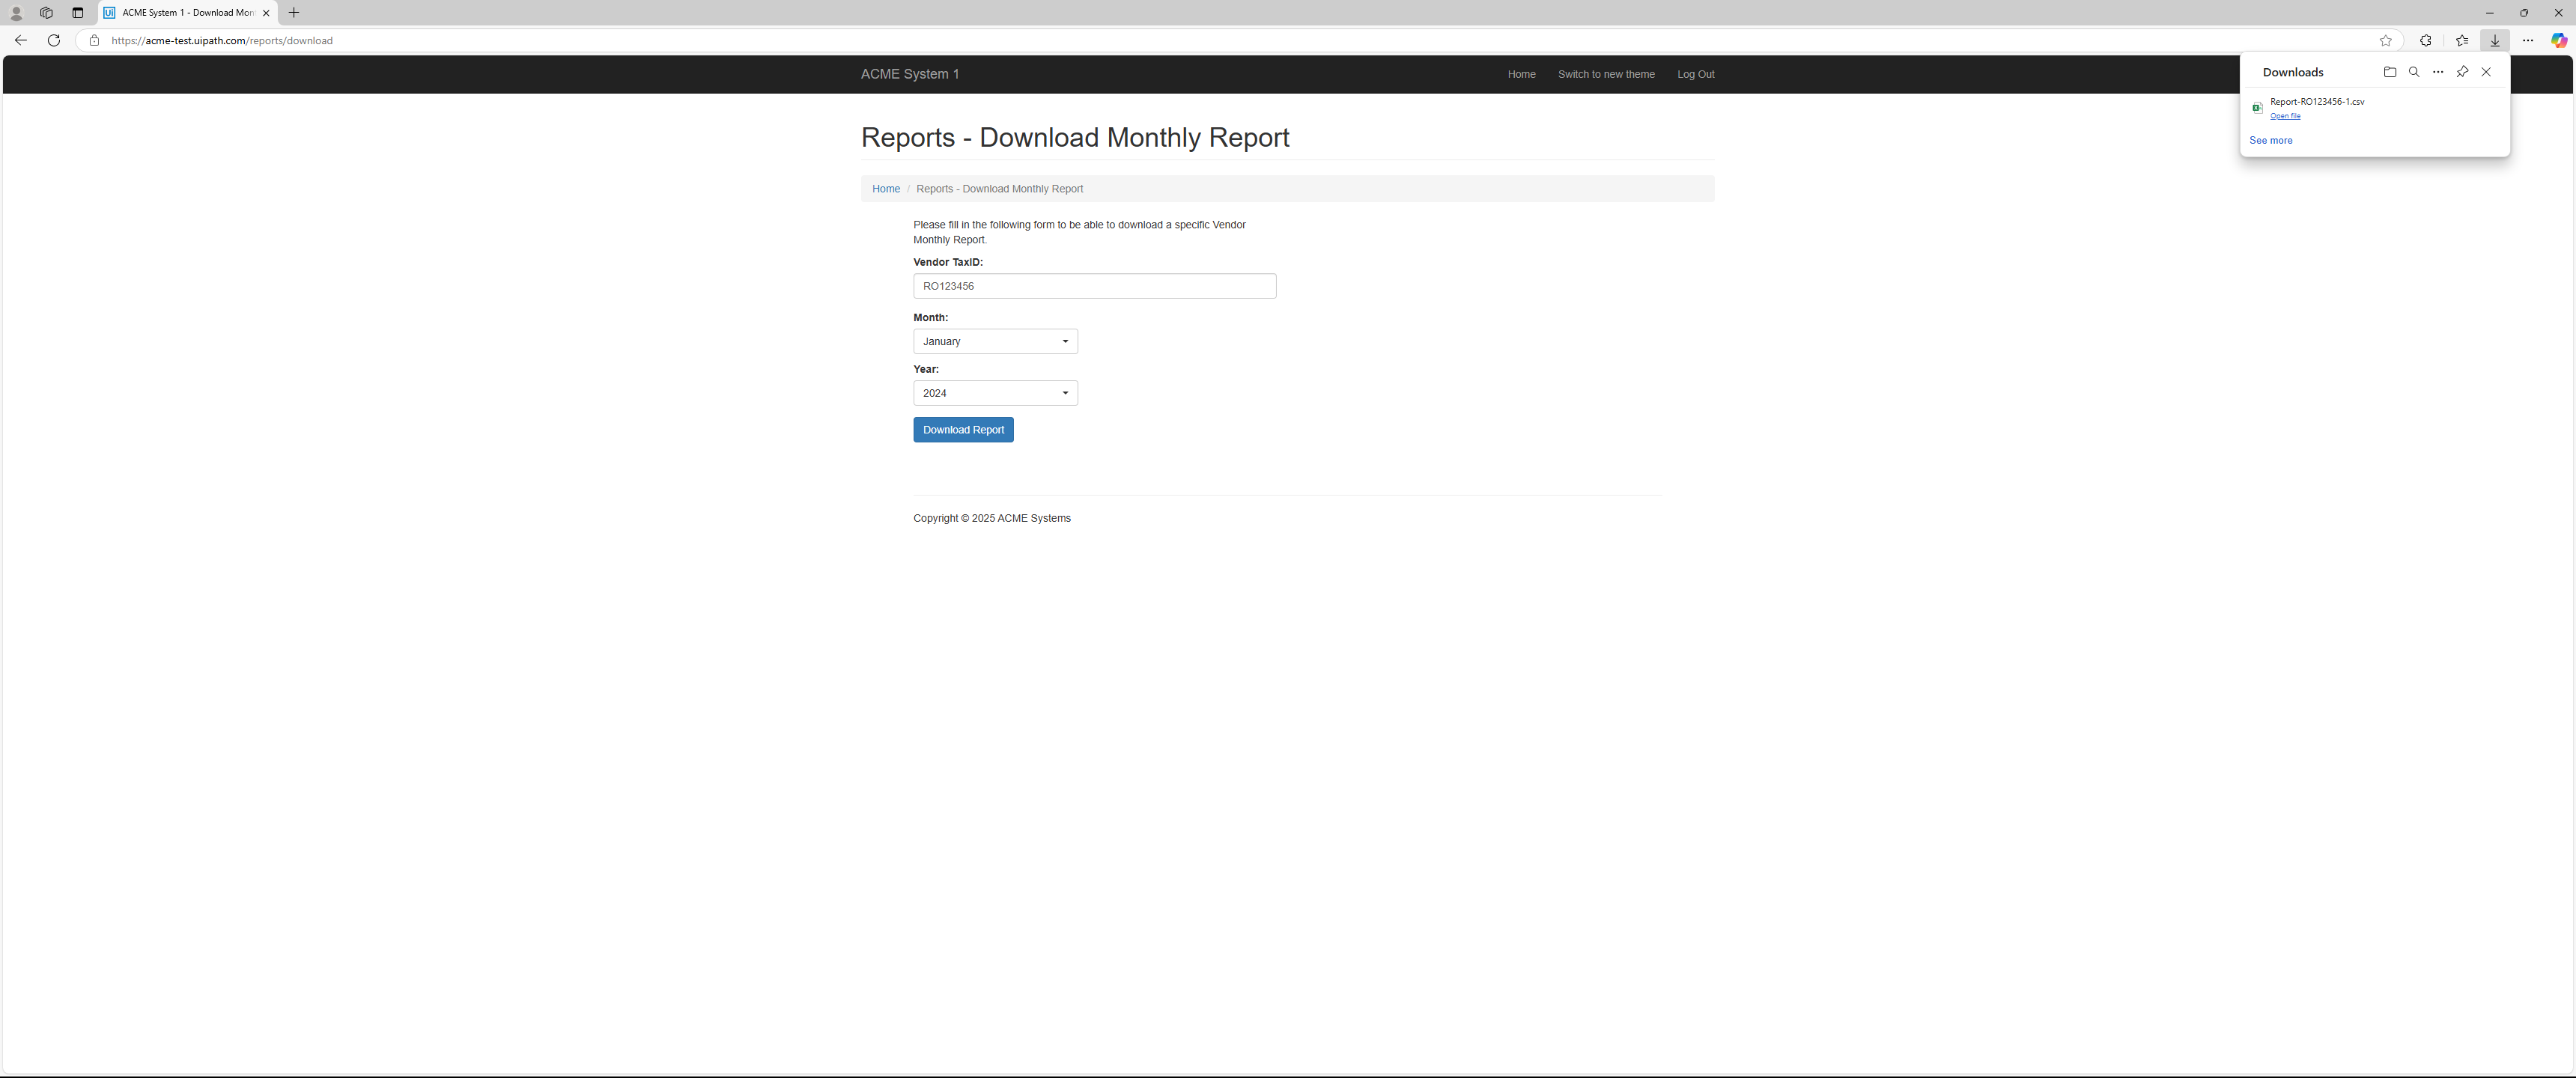 ACME System 1 - Download Mon
https://acme-test.uipath.com/reports/download
ACME System 1
Home
Switch to new theme
Log Out
Downloads
Report-RO123456-1.csv
Open file
See more
Reports - Download Monthly Report
Home / Reports - Download Monthly Report
Please fill in the following form to be able to download a specific Vendor
Monthly Report.
Vendor TaxID:
RO123456
Month:
January
Year:
2024
Download Report
Copyright © 2025 ACME Systems